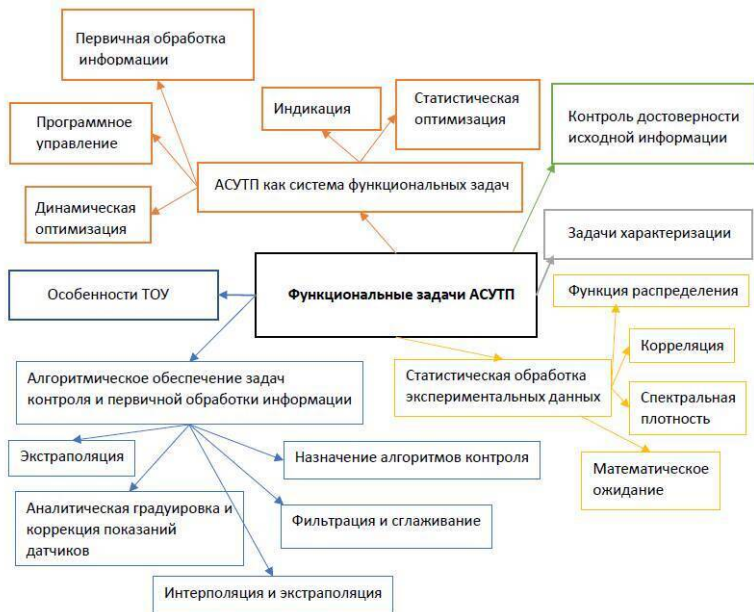 Первичная обработка
информации
Индикация
Статистическая
оптимизация
Контроль достоверности
исходной информации
Программное
управление
АСУТП как система функциональных задач
Динамическая
оптимизация
Задачи характеризации
Особенности ТОУ
Функциональные задачи АСУТП
Функция распределения
Корреляция
Алгоритмическое обеспечение задач
контроля и первичной обработки информации
Статистическая обработка
экспериментальных данных
Спектральная
плотность
Экстраполяция
Назначение алгоритмов контроля
Математическое
ожидание
Аналитическая градуировка и
коррекция показаний
датчиков
Фильтрация и сглаживание
Интерполяция и экстраполяция